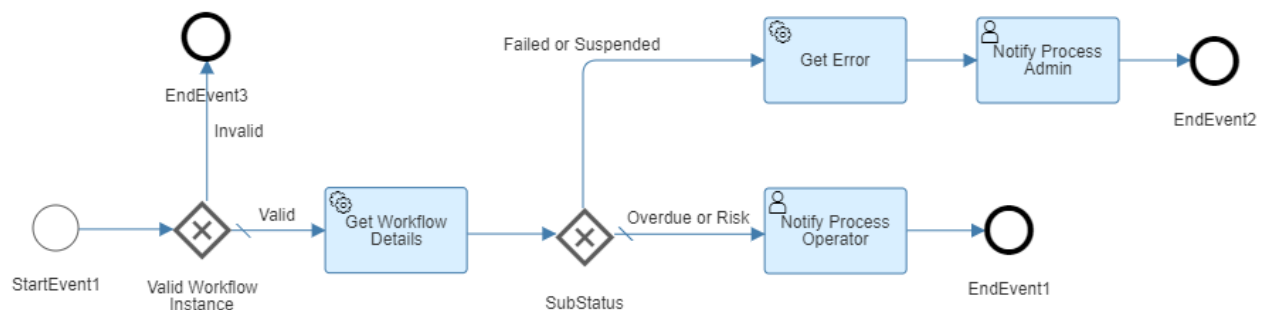 EndEvent3
Invalid
StartEvent1
Valid Workflow
Instance
Valid
Get Workflow
Details
SubStatus
Failed or Suspended
Get Error
Notify Process
Admin
EndEvent2
Overdue or Risk
Notify Process
Operator
EndEvent1